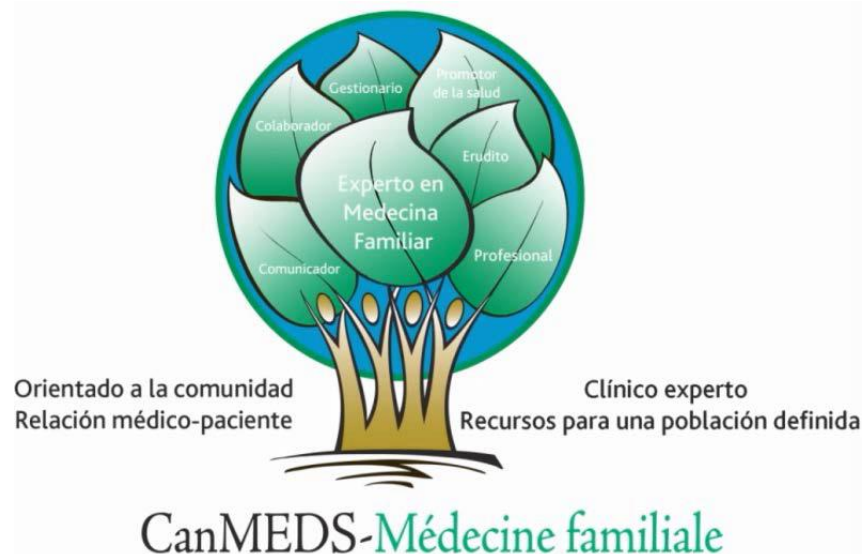 Gestionario
Promotor
de la salud
Colaborador
Erudito
Experto en
Medecina
Familiar
Profesional
Comunicador
Orientado a la comunidad
Relación médico-paciente
Clínico experto
Recursos para una población definida
CanMEDS-Médecine familiale